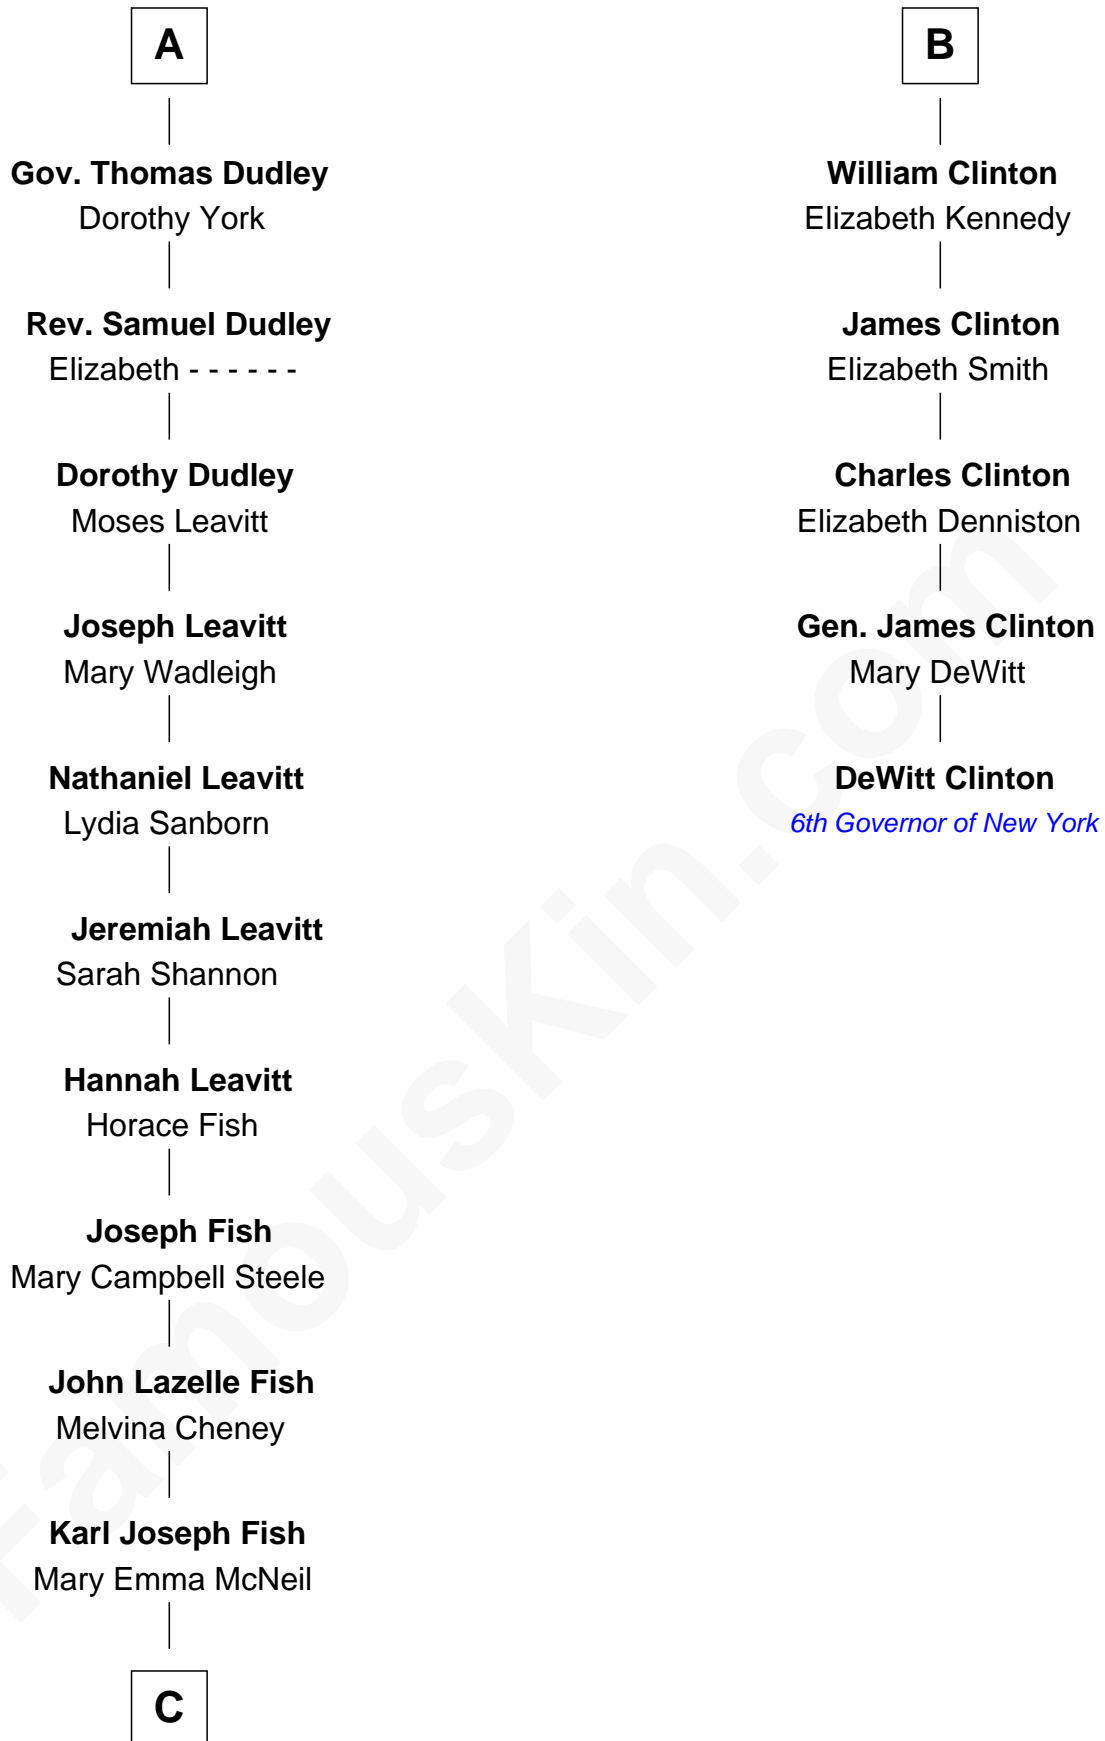 A
Gov. Thomas Dudley
Dorothy York
Rev. Samuel Dudley
Elizabeth - - - - - -
Dorothy Dudley
Moses Leavitt
Joseph Leavitt
Mary Wadleigh
Nathaniel Leavitt
Lydia Sanborn
Jeremiah Leavitt
Sarah Shannon
Hannah Leavitt
Horace Fish
Joseph Fish
Mary Campbell Steele
John Lazelle Fish
Melvina Cheney
Karl Joseph Fish
Mary Emma McNeil
C
B
William Clinton
Elizabeth Kennedy
James Clinton
Elizabeth Smith
Charles Clinton
Elizabeth Denniston
Gen. James Clinton
Mary DeWitt
DeWitt Clinton
6th Governor of New York
FamousKin.com